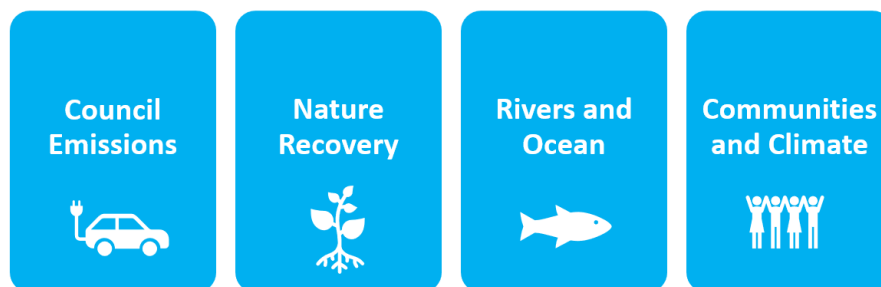 Council
Emissions
Nature
Recovery
Rivers and
Ocean
Communities
and Climate